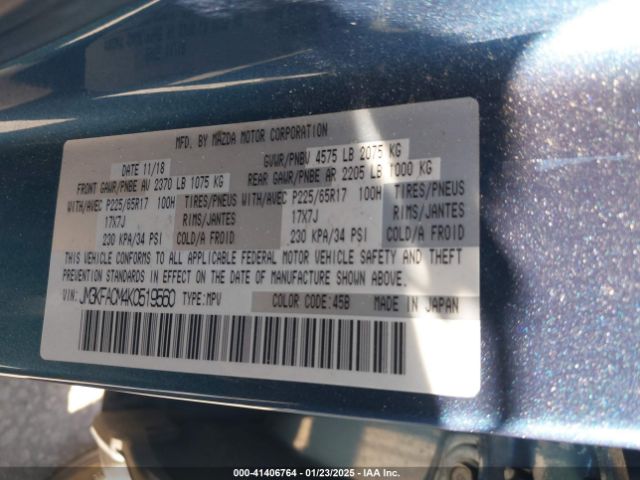 MFD. BY MAZDA MOTOR CORPORATION
DATE 11/18
GVWR/PNBV 4575 LB 2075 KG
FRONT GAWR/PNBE AV 2370 LB 1075 KG
REAR GAWR/PNBE AR 2205 LB 1000 KG
WITH/AVEC P225/65R17 100H TIRES/PNEUS WITH/AVEC P225/65R17 100H TIRES/PNEUS
17X7J RIMS/JANTES 17X7J RIMS/JANTES
230 KPA/34 PSI COLD/A FROID 230 KPA/34 PSI COLD/A FROID
THIS VEHICLE CONFORMS TO ALL APPLICABLE FEDERAL MOTOR VEHICLE SAFETY AND THEFT
PREVENTION STANDARDS IN EFFECT ON THE DATE OF MANUFACTURE SHOWN ABOVE.
VIN: JM3KFACM4K0519560 TYPE:MPV COLOR CODE:45B MADE IN JAPAN
000-41406764 / 01/23/2025 - IAA Inc.